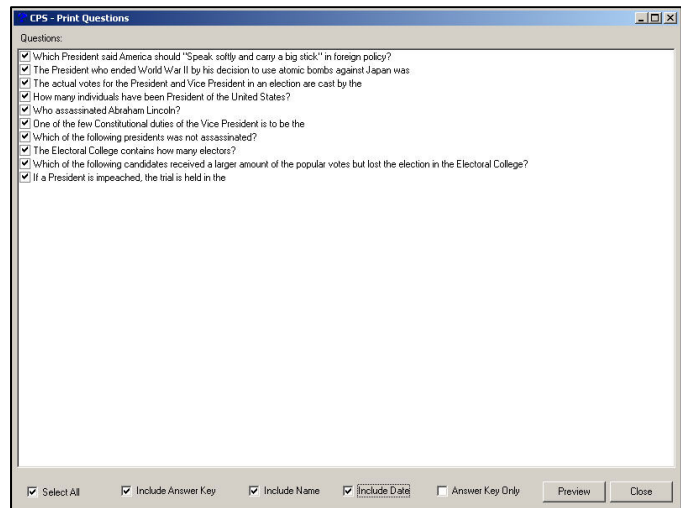 CPS - Print Questions
Questions:
Which President said America should "Speak softly and carry a big stick" in foreign policy?
The President who ended World War II by his decision to use atomic bombs against Japan was
The actual votes for the President and Vice President in an election are cast by the
How many individuals have been President of the United States?
Who assassinated Abraham Lincoln?
One of the few Constitutional duties of the Vice President is to be the
Which of the following presidents was not assassinated?
The Electoral College contains how many electors?
Which of the following candidates received a larger amount of the popular votes but lost the election in the Electoral College?
If a President is impeached, the trial is held in the
Select All Include Answer Key Include Name Include Date Answer Key Only Preview Close